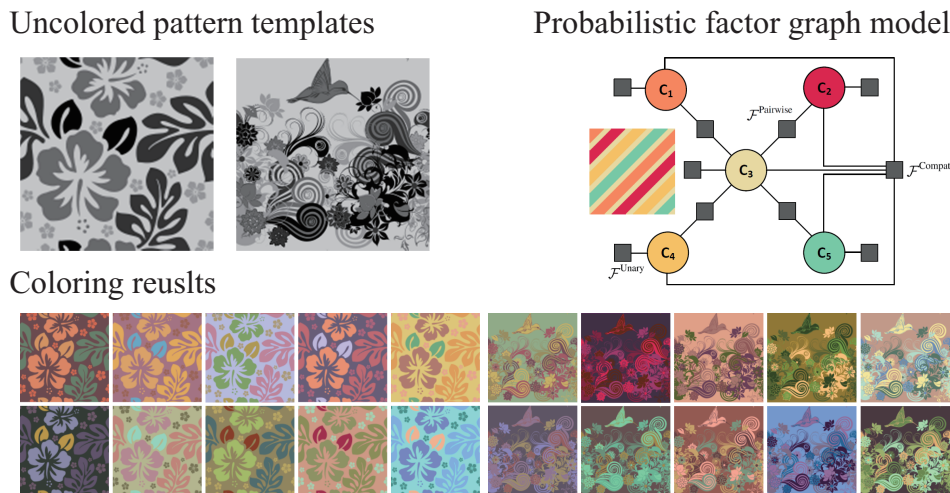 Uncolored pattern templates
Probabilistic factor graph model
C₁
C₂
F^Pairwise
C₃
F^Compat
C₄
C₅
F^Unary
Coloring reuslts